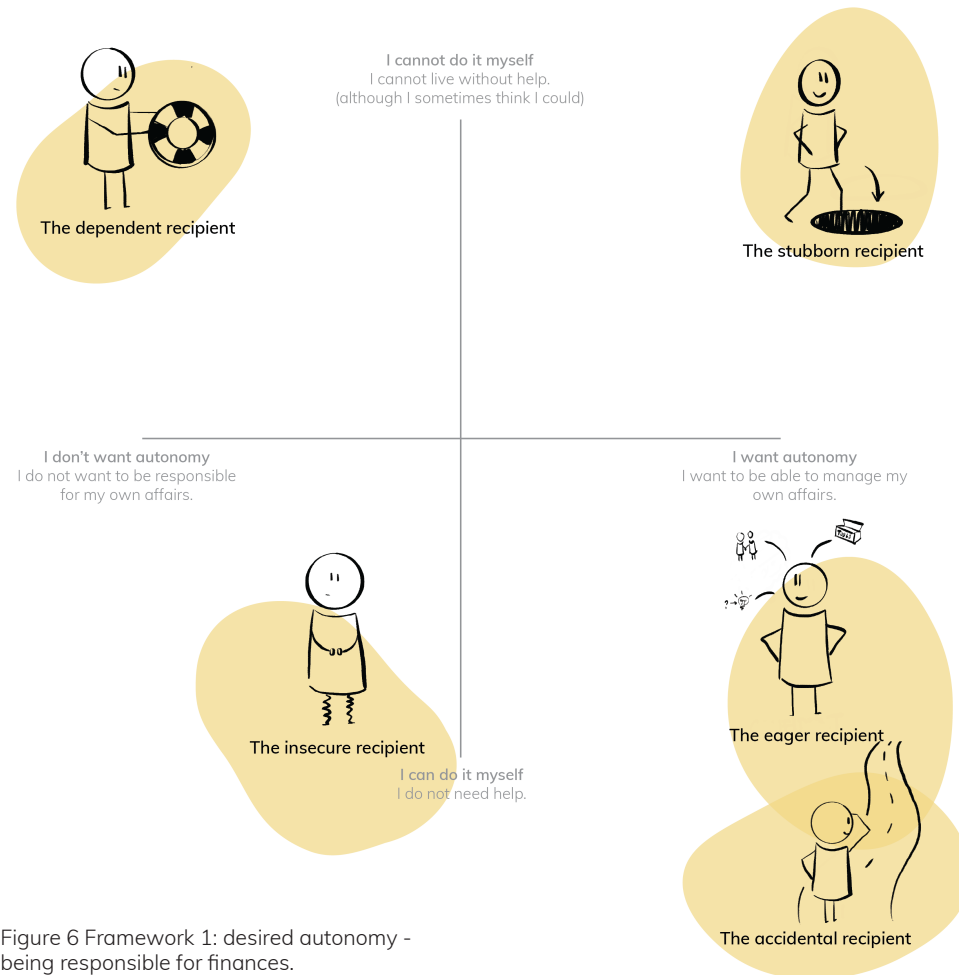 I cannot do it myself
I cannot live without help.
(although I sometimes think I could)
The dependent recipient
The stubborn recipient
I don't want autonomy
I do not want to be responsible
for my own affairs.
I want autonomy
I want to be able to manage my
own affairs.
?
The eager recipient
The insecure recipient
I can do it myself
I do not need help.
The accidental recipient
Figure 6 Framework 1: desired autonomy -
being responsible for finances.